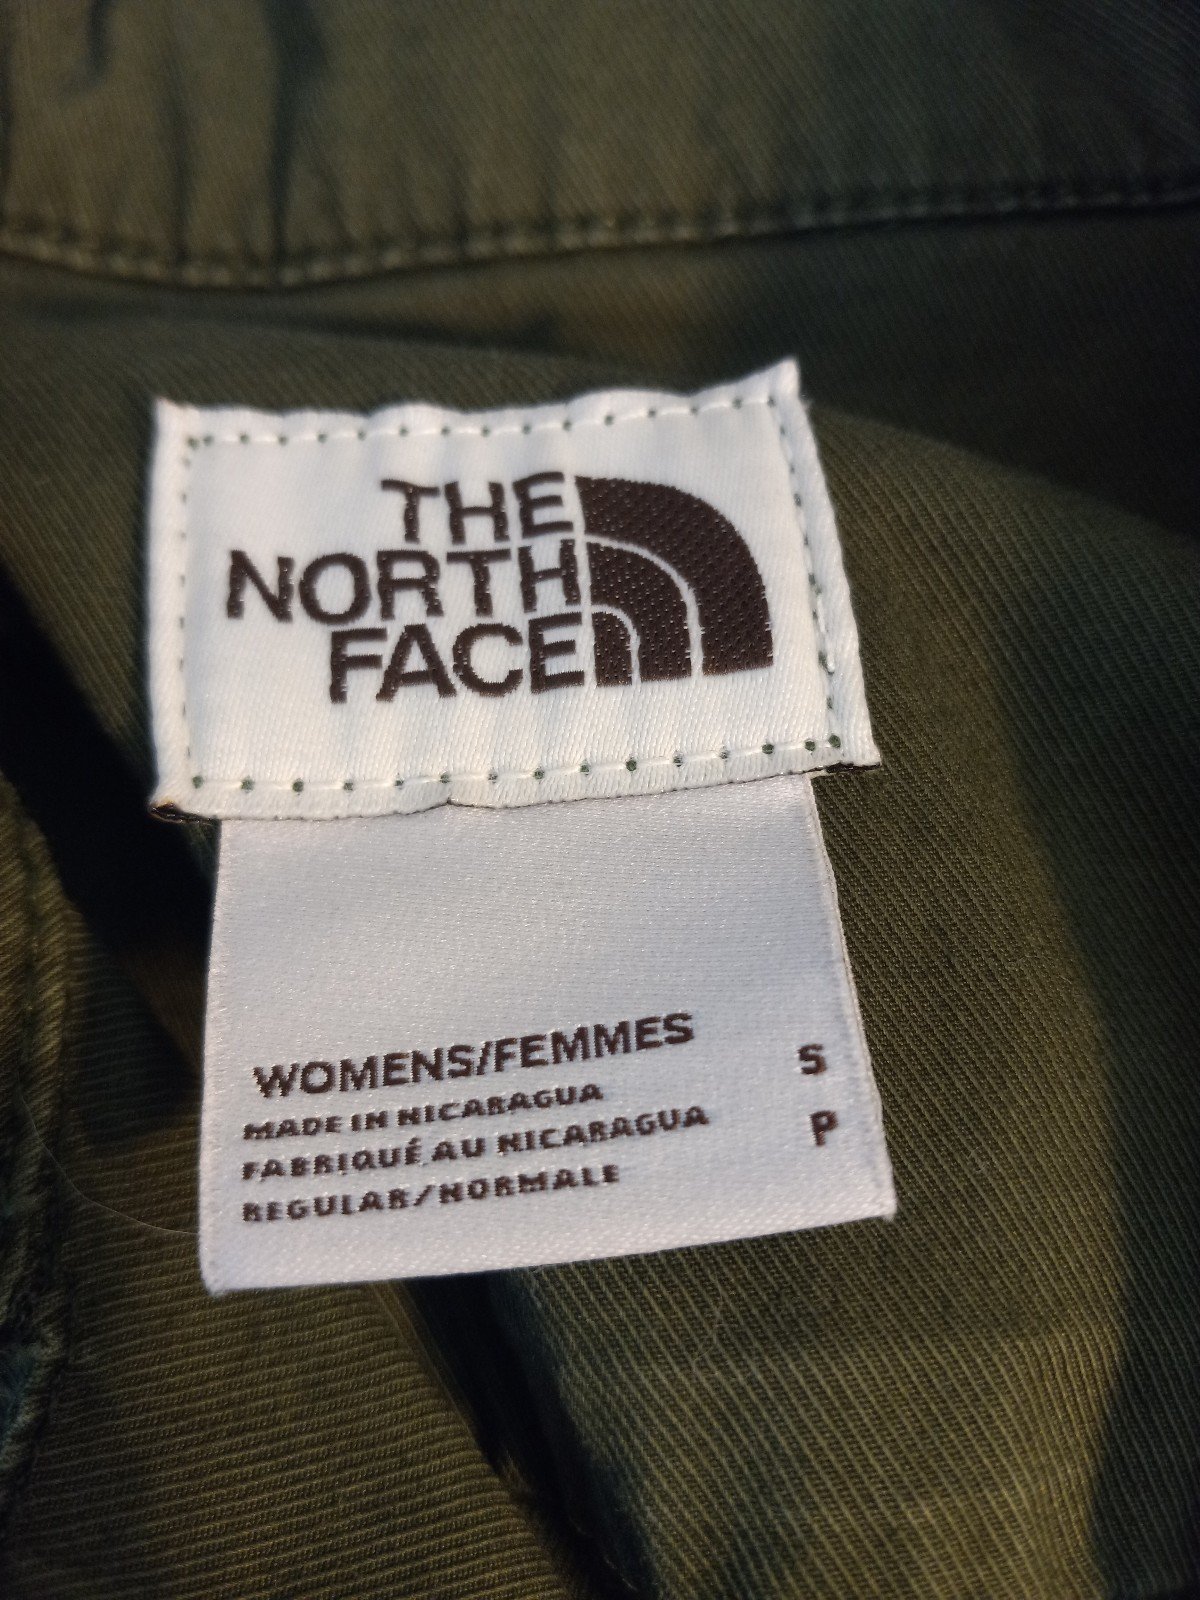 THE
NORTH
FACE
WOMENS/FEMMES
MADE IN NICARAGUA
FABRIQUÉ AU NICARAGUA
REGULAR/NORMALE
S
P